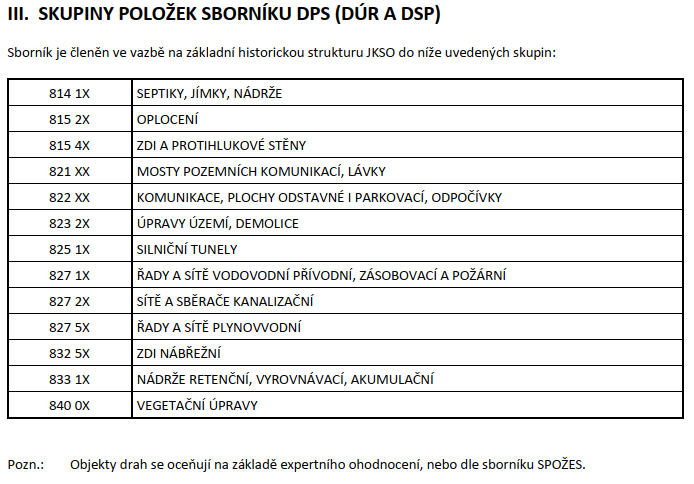 III. SKUPINY POLOŽEK SBORNÍKU DPS (DÚR A DSP)
Sborník je členěn ve vazbě na základní historickou strukturu JKSO do níže uvedených skupin:
814 1X SEPTIKY, JÍMKY, NÁDRŽE
815 2X OPLOCENÍ
815 4X ZDI A PROTIHLUKOVÉ STĚNY
821 XX MOSTY POZEMNÍCH KOMUNIKACÍ, LÁVKY
822 XX KOMUNIKACE, PLOCHY ODSTAVNÉ I PARKOVACÍ, ODPOČÍVKY
823 2X ÚPRAVY ÚZEMÍ, DEMOLICE
825 1X SILNIČNÍ TUNELY
827 1X ŘADY A SÍTĚ VODOVODNÍ PŘÍVODNÍ, ZÁSOBOVACÍ A POŽÁRNÍ
827 2X SÍTĚ A SBĚRAČE KANALIZAČNÍ
827 5X ŘADY A SÍTĚ PLYNOVVODNÍ
832 5X ZDI NÁBŘEŽNÍ
833 1X NÁDRŽE RETENČNÍ, VYROVNÁVACÍ, AKUMULAČNÍ
840 0X VEGETAČNÍ ÚPRAVY
Pozn.: Objekty drah se oceňují na základě expertního ohodnocení, nebo dle sborníku SPOŽES.